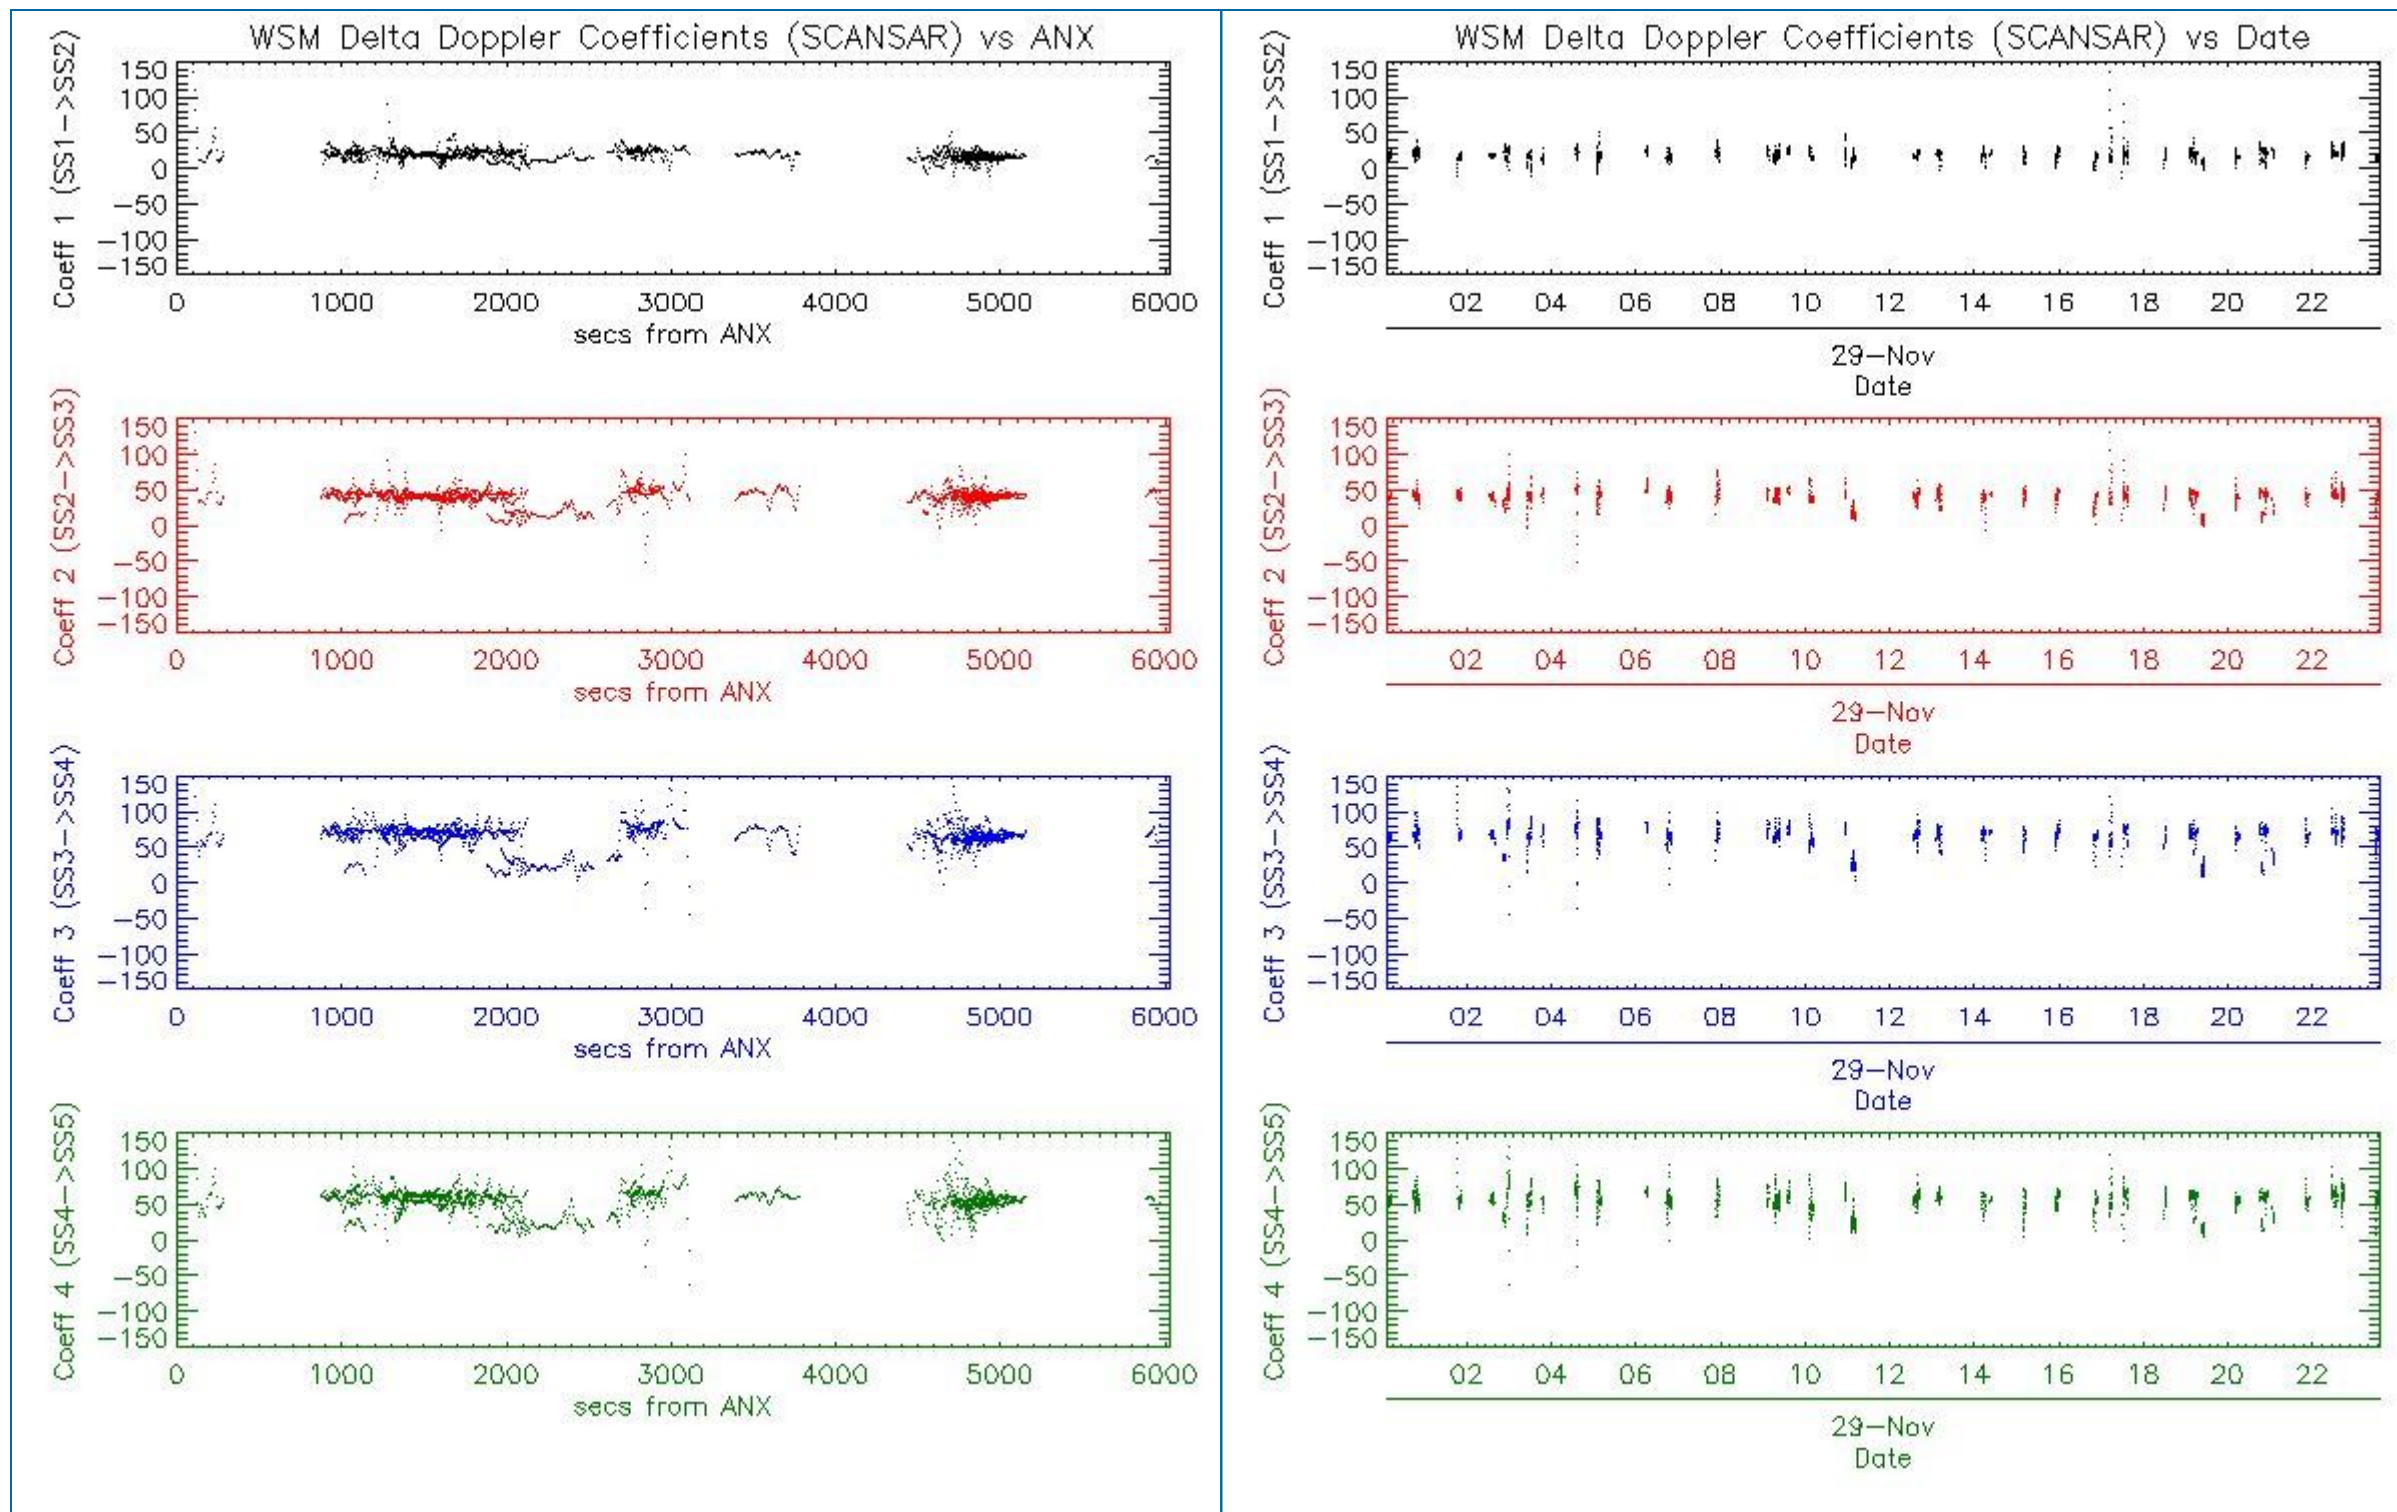 WSM Delta Doppler Coefficients (SCANSAR) vs ANX
Coeff 1 (SS1->SS2)
150
100
50
0
-50
-100
-150
0 1000 2000 3000 4000 5000 6000
secs from ANX
Coeff 2 (SS2->SS3)
150
100
50
0
-50
-100
-150
0 1000 2000 3000 4000 5000 6000
secs from ANX
Coeff 3 (SS3->SS4)
150
100
50
0
-50
-100
-150
0 1000 2000 3000 4000 5000 6000
secs from ANX
Coeff 4 (SS4->SS5)
150
100
50
0
-50
-100
-150
0 1000 2000 3000 4000 5000 6000
secs from ANX
WSM Delta Doppler Coefficients (SCANSAR) vs Date
Coeff 1 (SS1->SS2)
150
100
50
0
-50
-100
-150
02 04 06 08 10 12 14 16 18 20 22
29-Nov
Date
Coeff 2 (SS2->SS3)
150
100
50
0
-50
-100
-150
02 04 06 08 10 12 14 16 18 20 22
29-Nov
Date
Coeff 3 (SS3->SS4)
150
100
50
0
-50
-100
-150
02 04 06 08 10 12 14 16 18 20 22
29-Nov
Date
Coeff 4 (SS4->SS5)
150
100
50
0
-50
-100
-150
02 04 06 08 10 12 14 16 18 20 22
29-Nov
Date